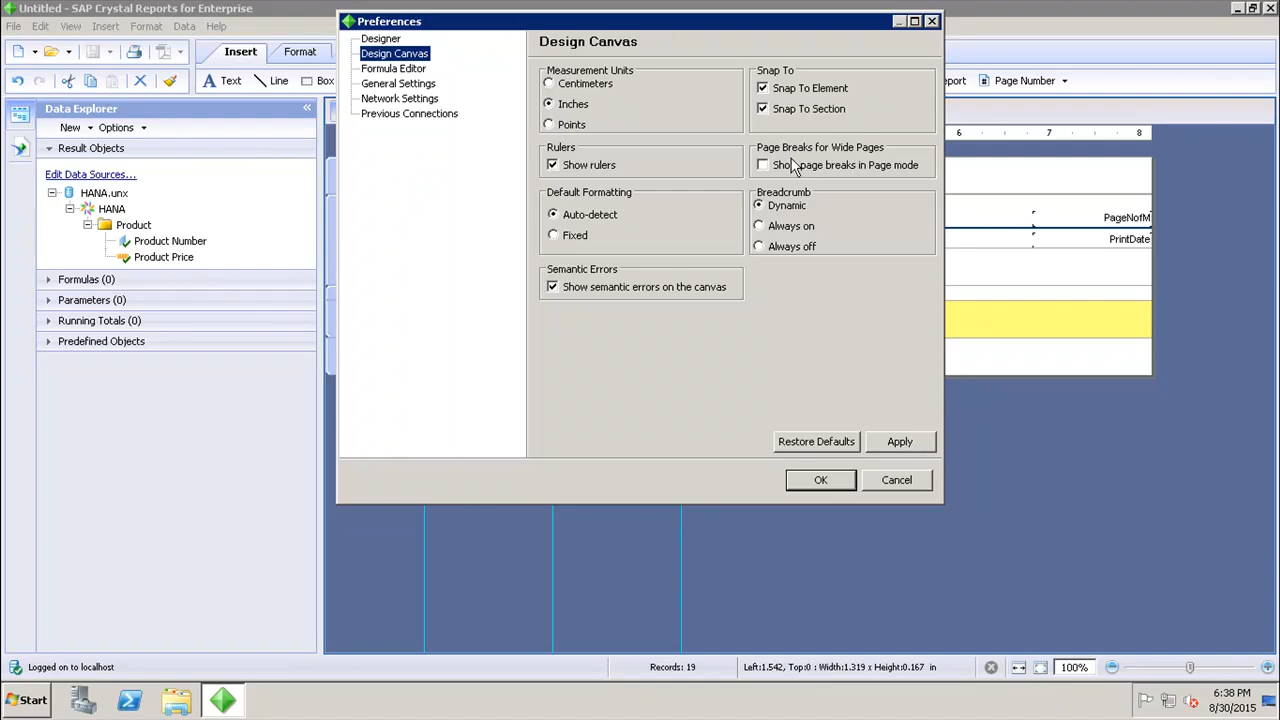 Untitled - SAP Crystal Reports for Enterprise
File Edit View Insert Format Data Help
Insert Format
Text Line Box
port Page Number
Preferences
Designer
Design Canvas
Formula Editor
General Settings
Network Settings
Previous Connections
Design Canvas
Measurement Units
Centimeters
Inches
Points
Snap To
Snap To Element
Snap To Section
Rulers
Show rulers
Page Breaks for Wide Pages
Show page breaks in Page mode
Default Formatting
Auto-detect
Fixed
Breadcrumb
Dynamic
Always on
Always off
Semantic Errors
Show semantic errors on the canvas
Restore Defaults Apply
OK Cancel
Data Explorer
New Options
Result Objects
Edit Data Sources...
HANA.unx
HANA
Product
Product Number
Product Price
Formulas (0)
Parameters (0)
Running Totals (0)
Predefined Objects
6 7 8
PageNofM
PrintDate
Logged on to localhost
Records: 19
Left:1.542, Top:0 : Width:1.319 x Height:0.167 in
100%
Start
6:38 PM
8/30/2015